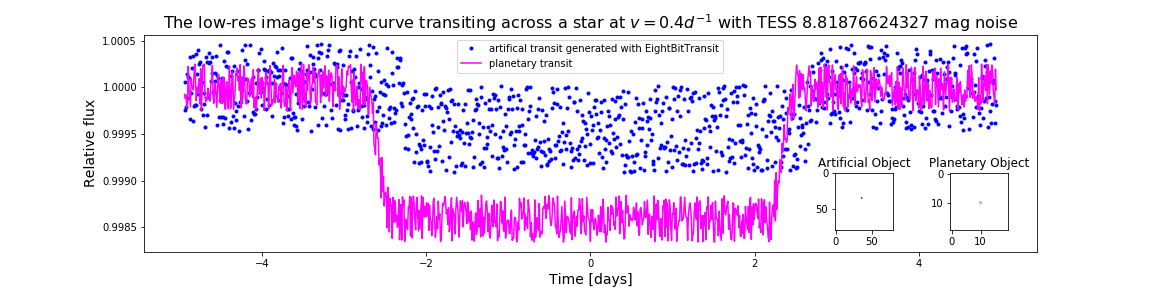 The low-res image's light curve transiting across a star at v = 0.4d⁻¹ with TESS 8.81876624327 mag noise
artifical transit generated with EightBitTransit
planetary transit
Relative flux
1.0005
1.0000
0.9995
0.9990
0.9985
Artificial Object
0
50
0 50
Planetary Object
0
10
0 10
−4 −2 0 2 4
Time [days]